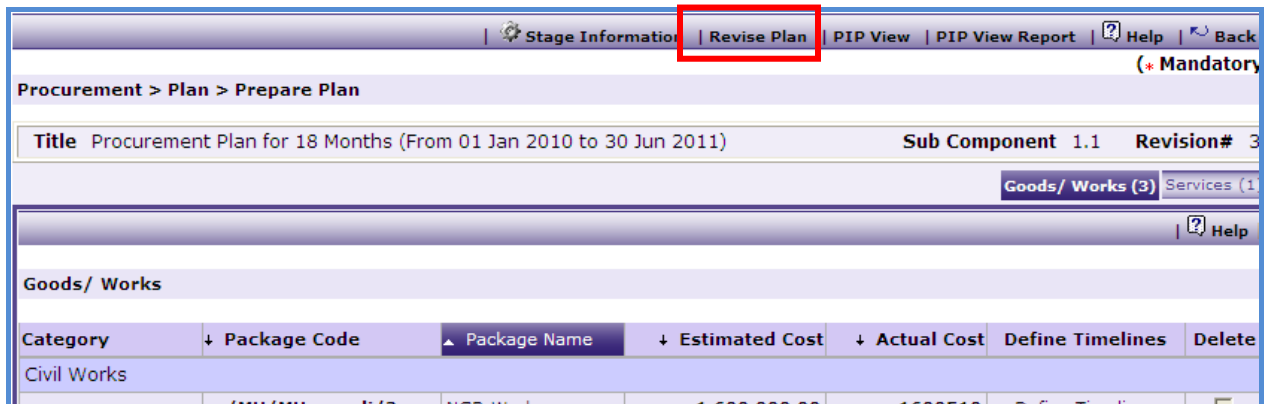 | Stage Information | Revise Plan | PIP View | PIP View Report | Help | Back
(* Mandatory
Procurement > Plan > Prepare Plan
Title Procurement Plan for 18 Months (From 01 Jan 2010 to 30 Jun 2011) Sub Component 1.1 Revision# 3
Goods/ Works (3) Services (1)
| Help
Goods/ Works
Category Package Code Package Name Estimated Cost Actual Cost Define Timelines Delete
Civil Works